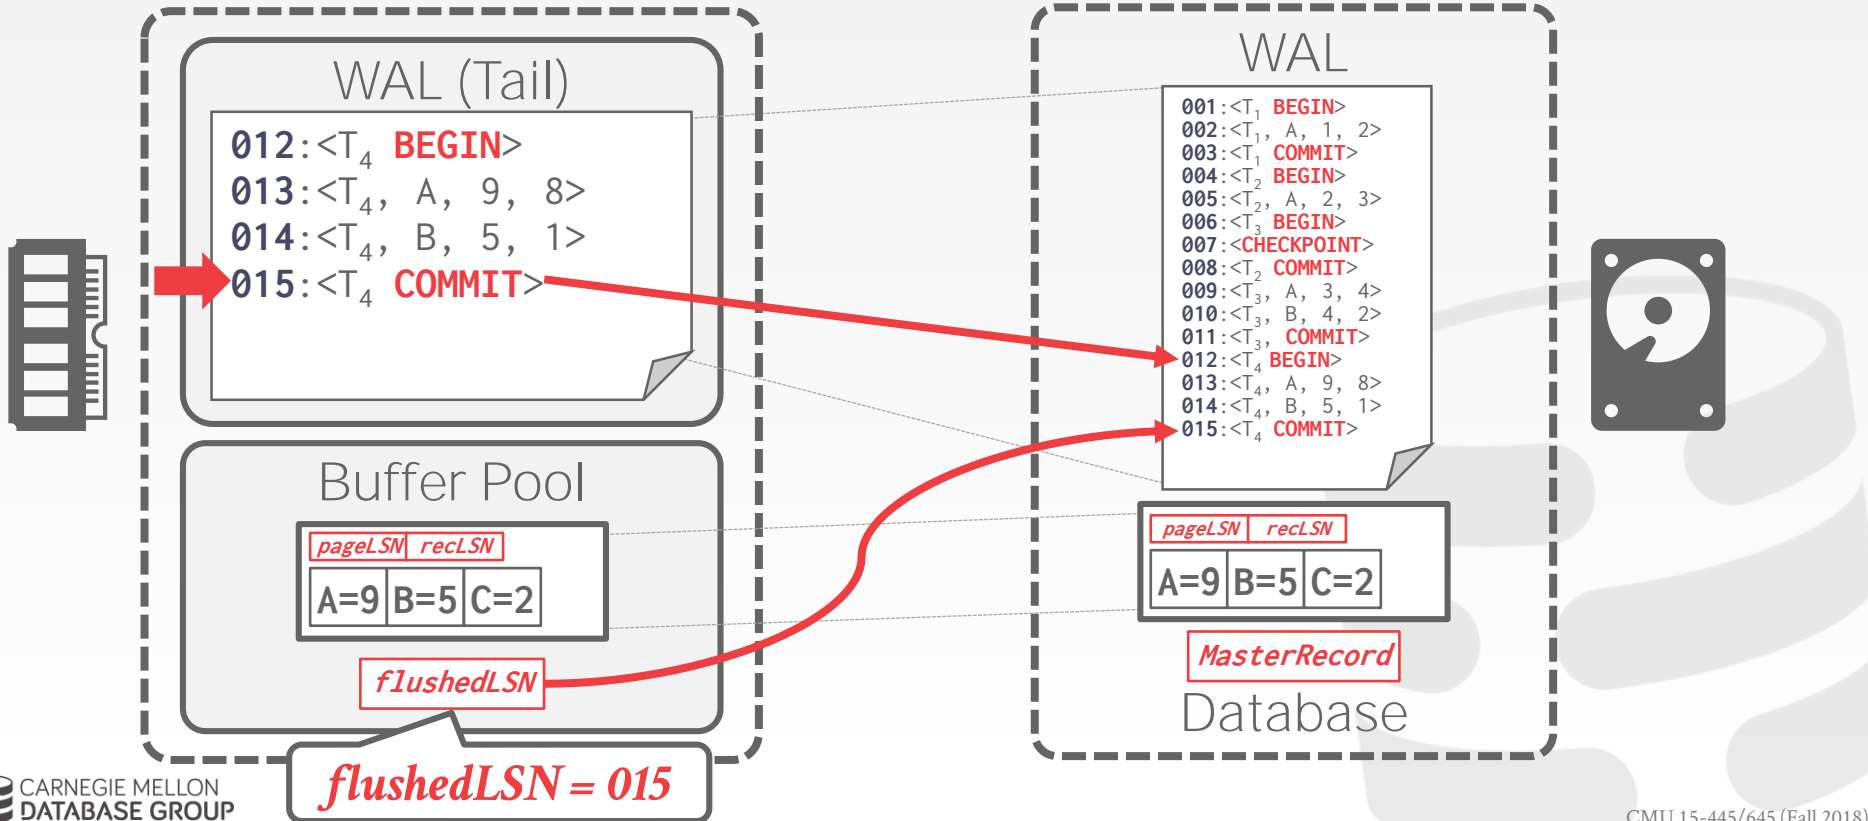 WAL (Tail)
012:<T4 BEGIN>
013:<T4, A, 9, 8>
014:<T4, B, 5, 1>
015:<T4 COMMIT>
Buffer Pool
pageLSN recLSN
A=9 B=5 C=2
flushedLSN
flushedLSN = 015
WAL
001:<T1 BEGIN>
002:<T1, A, 1, 2>
003:<T1 COMMIT>
004:<T2 BEGIN>
005:<T2, A, 2, 3>
006:<T3 BEGIN>
007:<CHECKPOINT>
008:<T2 COMMIT>
009:<T3, A, 3, 4>
010:<T3, B, 4, 2>
011:<T3, COMMIT>
012:<T4 BEGIN>
013:<T4, A, 9, 8>
014:<T4, B, 5, 1>
015:<T4 COMMIT>
pageLSN recLSN
A=9 B=5 C=2
MasterRecord
Database
CARNEGIE MELLON
DATABASE GROUP
CMU 15-445/645 (Fall 2018)